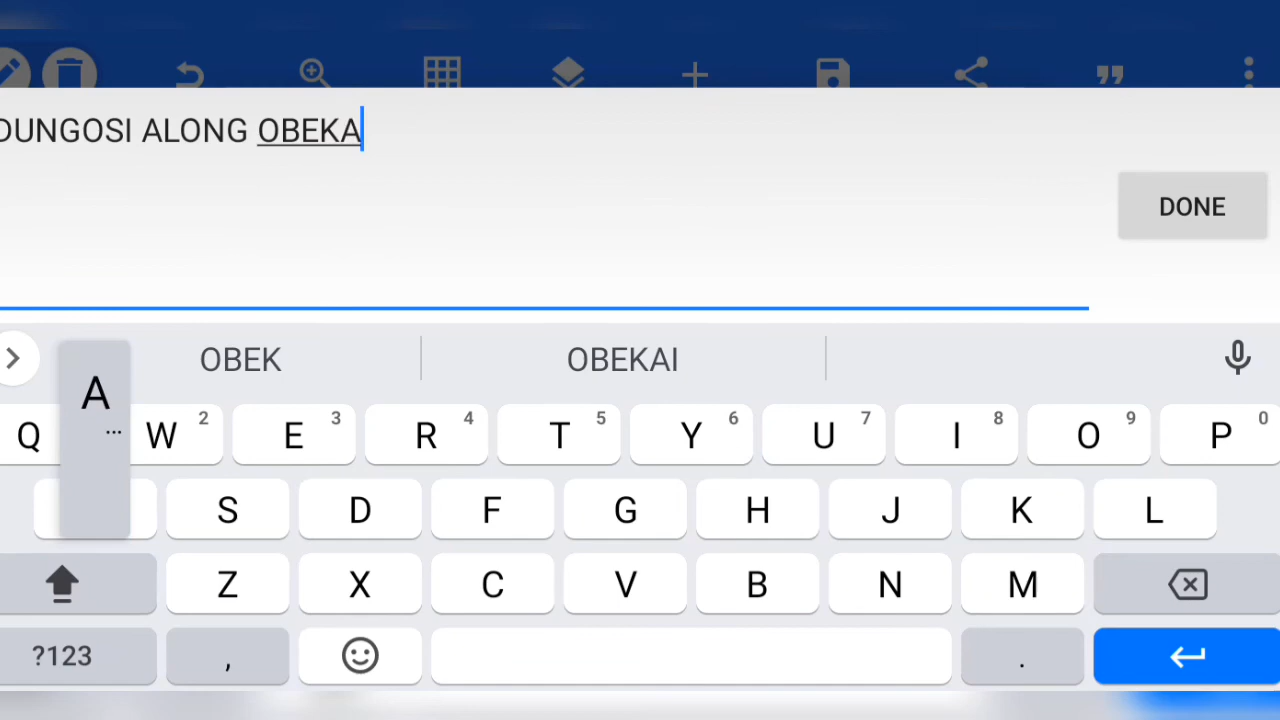 DUNGOSI ALONG OBEKA
DONE
OBEK OBEKAI
A
Q W 2 E 3 R 4 T 5 Y 6 U 7 I 8 O 9 P 0
S D F G H J K L
Z X C V B N M
?123 , .